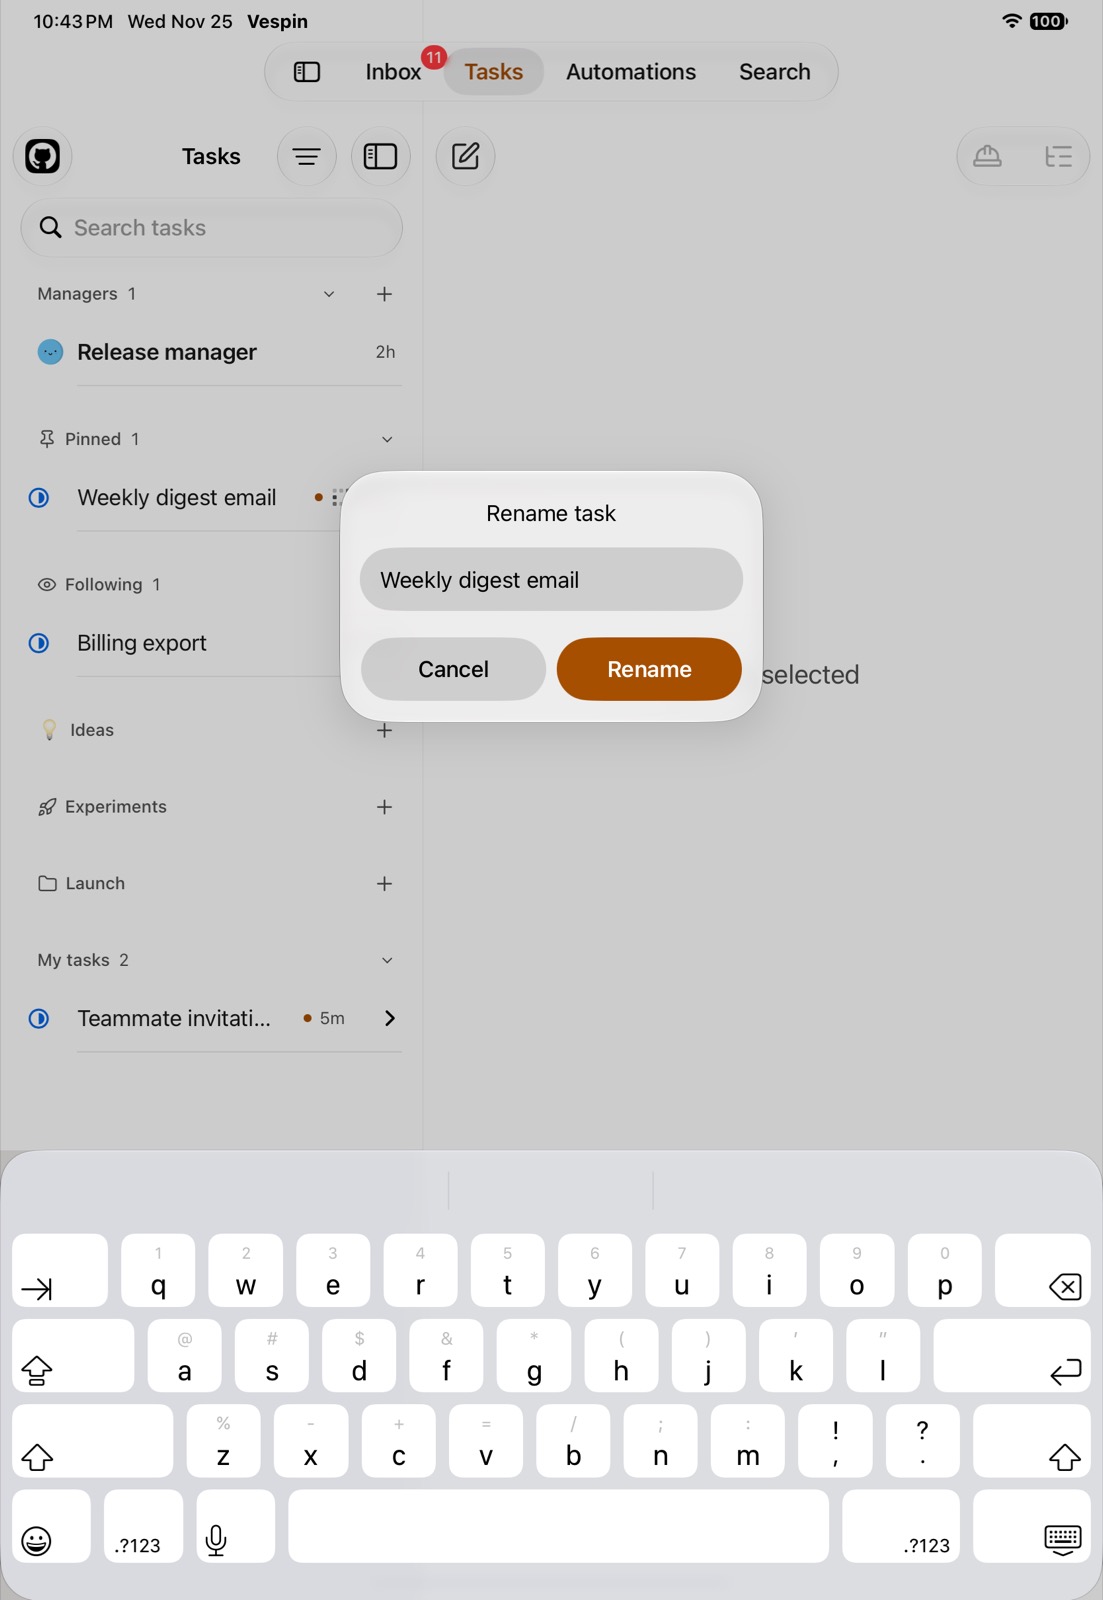 10:43 PM Wed Nov 25 Vespin
100
Inbox 11 Tasks Automations Search
Tasks
Search tasks
Managers 1
Release manager 2h
Pinned 1
Weekly digest email
Following 1
Billing export
Ideas
Experiments
Launch
My tasks 2
Teammate invitati... 5m
selected
Rename task
Weekly digest email
Cancel Rename
1 2 3 4 5 6 7 8 9 0
q w e r t y u i o p
@ # $ & * ( ) ' "
a s d f g h j k l
% - + = / ; : ! ?
z x c v b n m , .
.?123 .?123